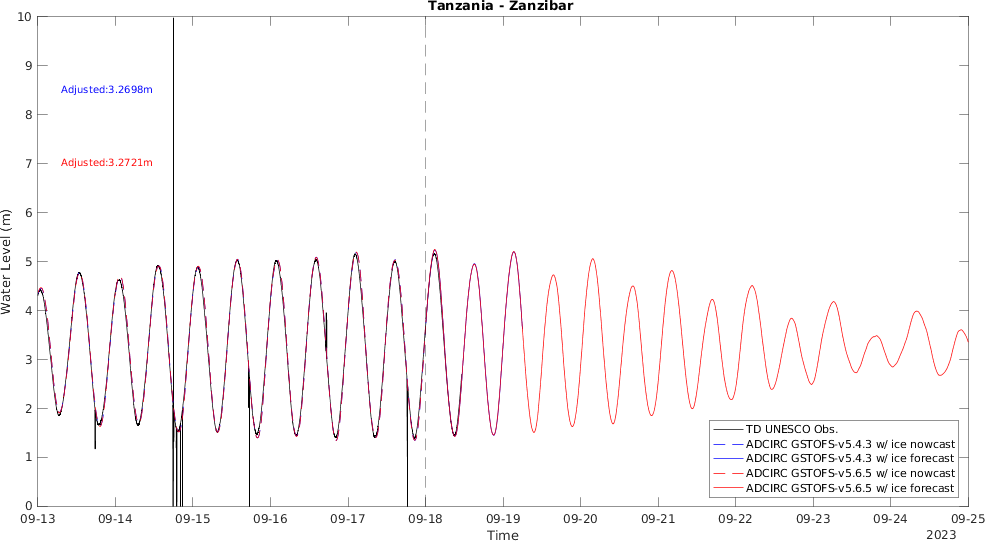 Tanzania - Zanzibar
10
9
8
7
6
5
4
3
2
1
0
Water Level (m)
Adjusted:3.2698m
Adjusted:3.2721m
TD UNESCO Obs.
ADCIRC GSTOFS-v5.4.3 w/ ice nowcast
ADCIRC GSTOFS-v5.4.3 w/ ice forecast
ADCIRC GSTOFS-v5.6.5 w/ ice nowcast
ADCIRC GSTOFS-v5.6.5 w/ ice forecast
09-13 09-14 09-15 09-16 09-17 09-18 09-19 09-20 09-21 09-22 09-23 09-24 09-25
Time
2023